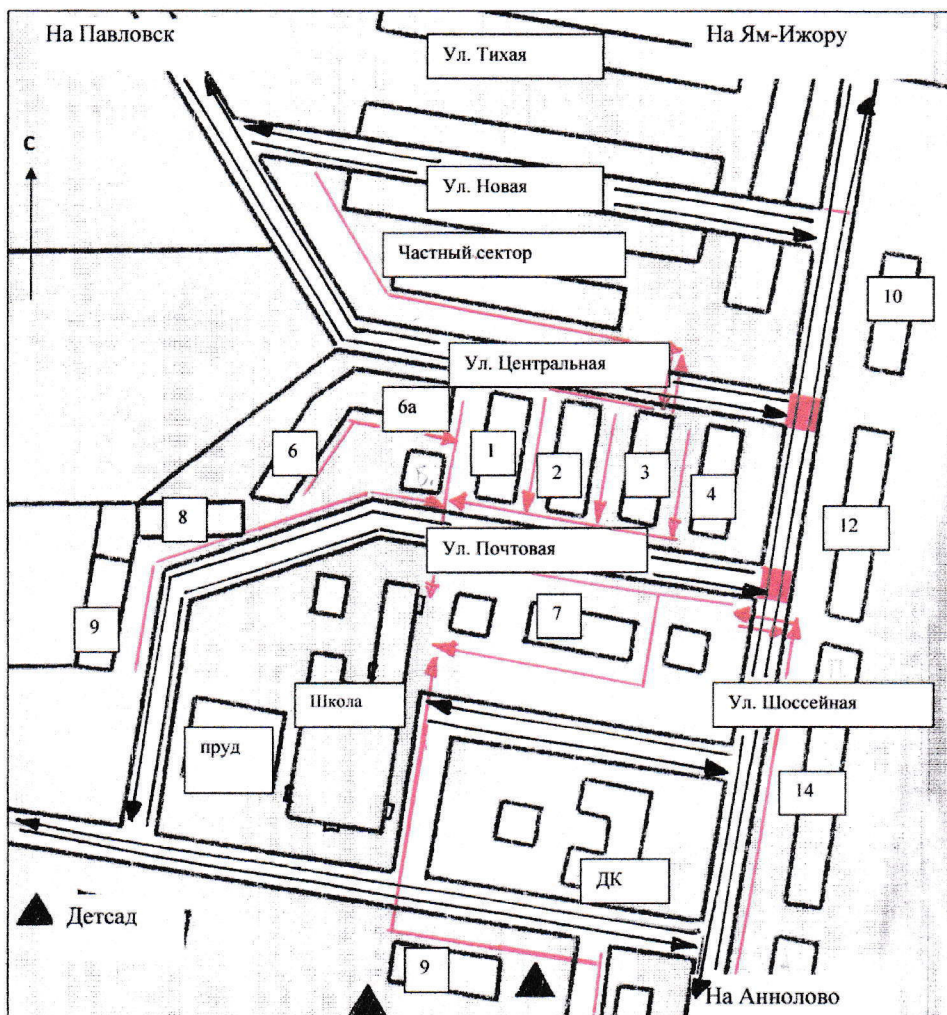 На Павловск
На Ям-Ижору
Ул. Тихая
С
Ул. Новая
Частный сектор
10
Ул. Центральная
6а
6
1
2
3
4
Б.
8
12
Ул. Почтовая
9
7
П.
Школа
Ул. Шоссейная
пруд
14
ДК
Детсад
9
На Аннолово